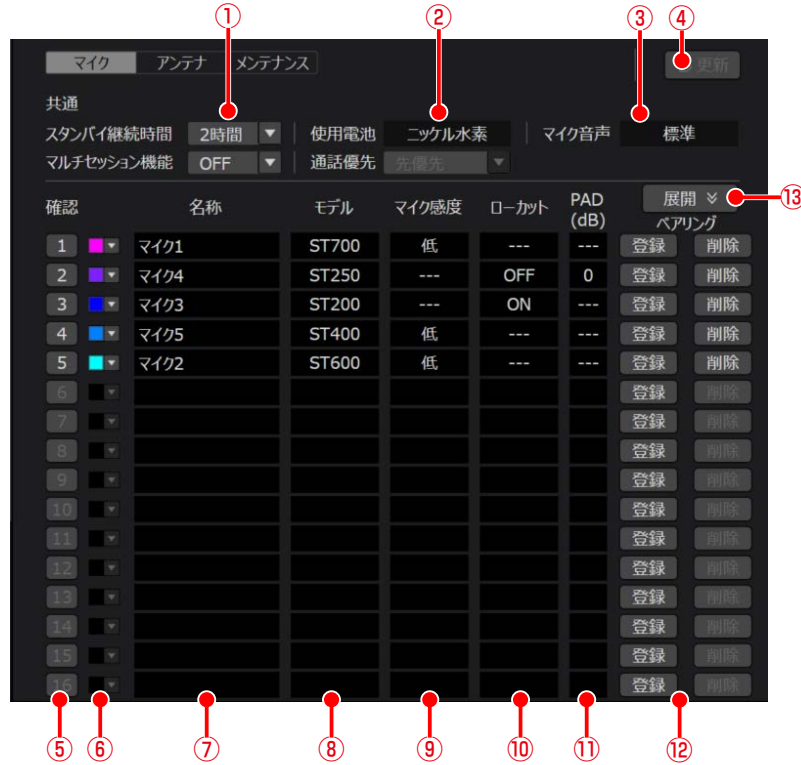 ① ② ③ ④
マイク アンテナ メンテナンス 更新
共通
スタンバイ継続時間 2時間 使用電池 ニッケル水素 マイク音声 標準
マルチセッション機能 OFF 通話優先 先優先
展開 ⑬
確認 名称 モデル マイク感度 ローカット PAD
(dB) ペアリング
1 マイク1 ST700 低 --- --- 登録 削除
2 マイク4 ST250 --- OFF 0 登録 削除
3 マイク3 ST200 --- ON --- 登録 削除
4 マイク5 ST400 低 --- --- 登録 削除
5 マイク2 ST600 低 --- --- 登録 削除
6 登録 削除
7 登録 削除
8 登録 削除
9 登録 削除
10 登録 削除
11 登録 削除
12 登録 削除
13 登録 削除
14 登録 削除
15 登録 削除
16 登録 削除
⑤ ⑥ ⑦ ⑧ ⑨ ⑩ ⑪ ⑫